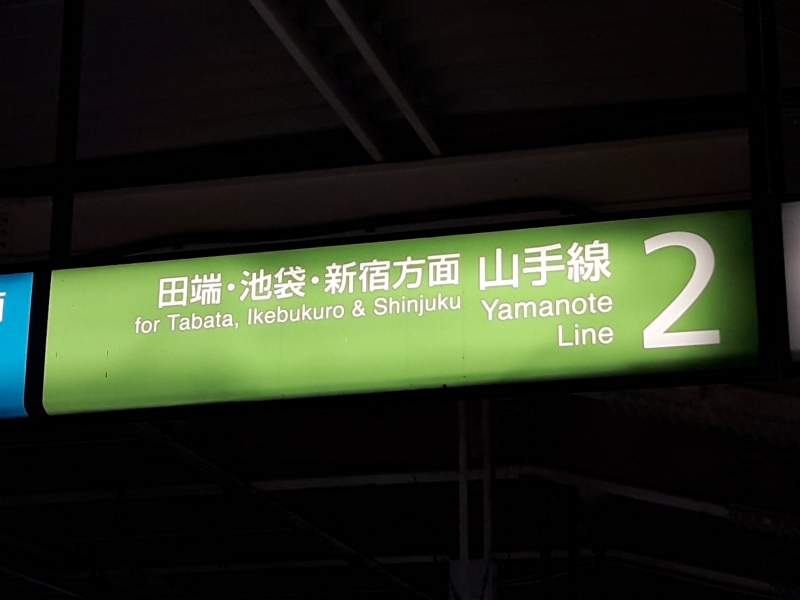 田端・池袋・新宿方面
for Tabata, Ikebukuro & Shinjuku
山手線
Yamanote
Line
2